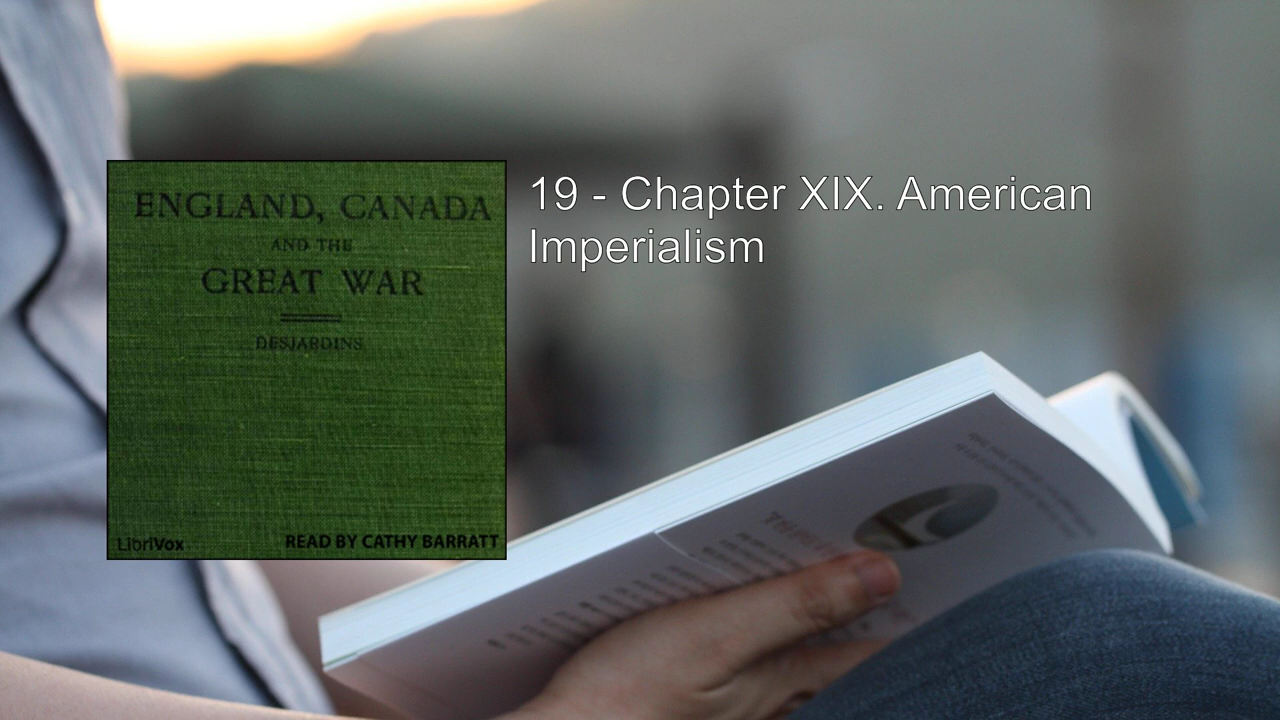 ENGLAND, CANADA
AND THE
GREAT WAR
DESJARDINS
LibriVox
READ BY CATHY BARRATT
19 - Chapter XIX. American
Imperialism